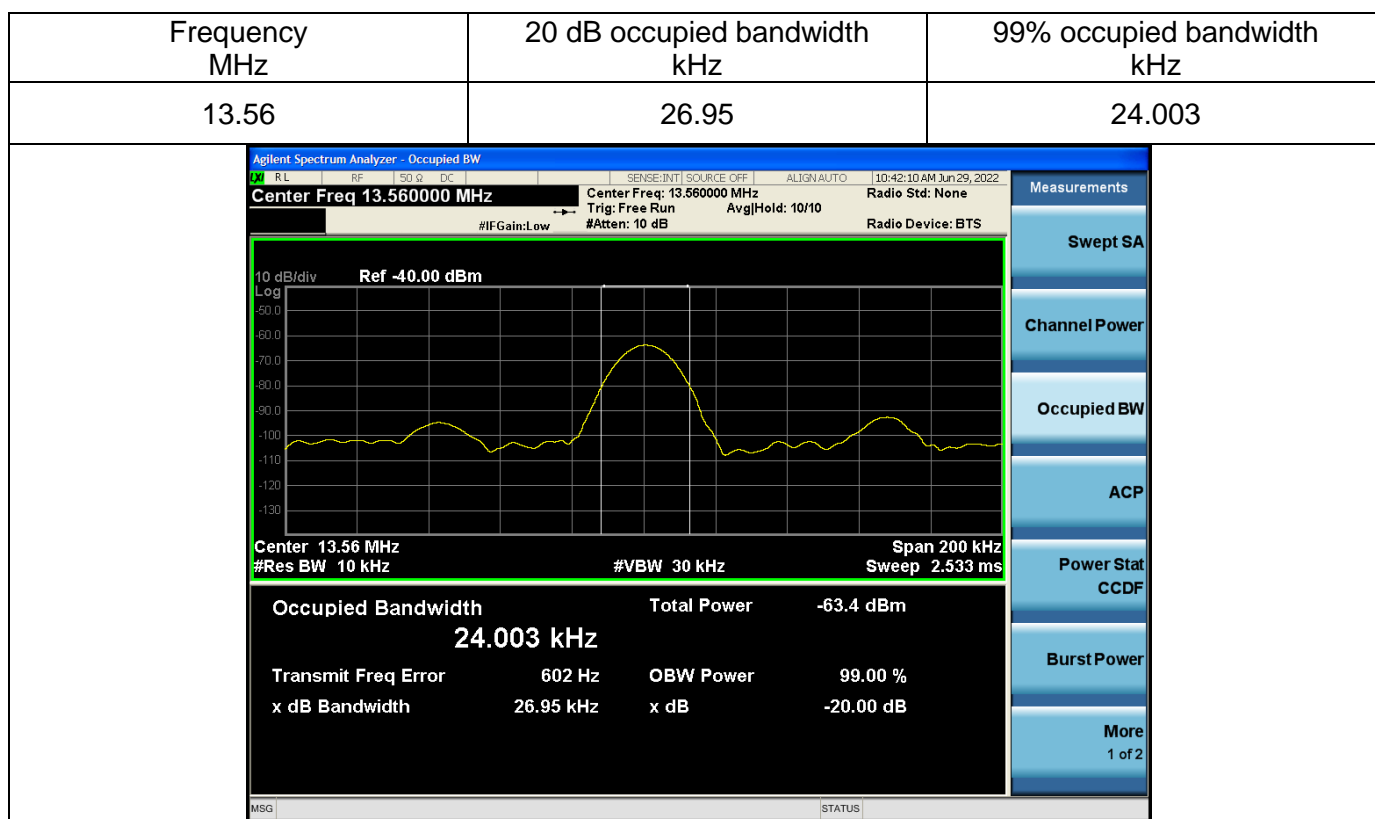 Frequency
MHz
20 dB occupied bandwidth
kHz
99% occupied bandwidth
kHz
13.56
26.95
24.003
Agilent Spectrum Analyzer - Occupied BW
LXI RL RF 50 Ω DC SENSE:INT SOURCE OFF ALIGN AUTO 10:42:10 AM Jun 29, 2022
Center Freq 13.560000 MHz
Center Freq: 13.560000 MHz
Radio Std: None
Trig: Free Run Avg|Hold: 10/10
#IFGain:Low #Atten: 10 dB Radio Device: BTS
10 dB/div Ref -40.00 dBm
Log
-50.0
-60.0
-70.0
-80.0
-90.0
-100
-110
-120
-130
Center 13.56 MHz Span 200 kHz
#Res BW 10 kHz #VBW 30 kHz Sweep 2.533 ms
Occupied Bandwidth Total Power -63.4 dBm
24.003 kHz
Transmit Freq Error 602 Hz OBW Power 99.00 %
x dB Bandwidth 26.95 kHz x dB -20.00 dB
MSG STATUS
Measurements
Swept SA
Channel Power
Occupied BW
ACP
Power Stat
CCDF
Burst Power
More
1 of 2